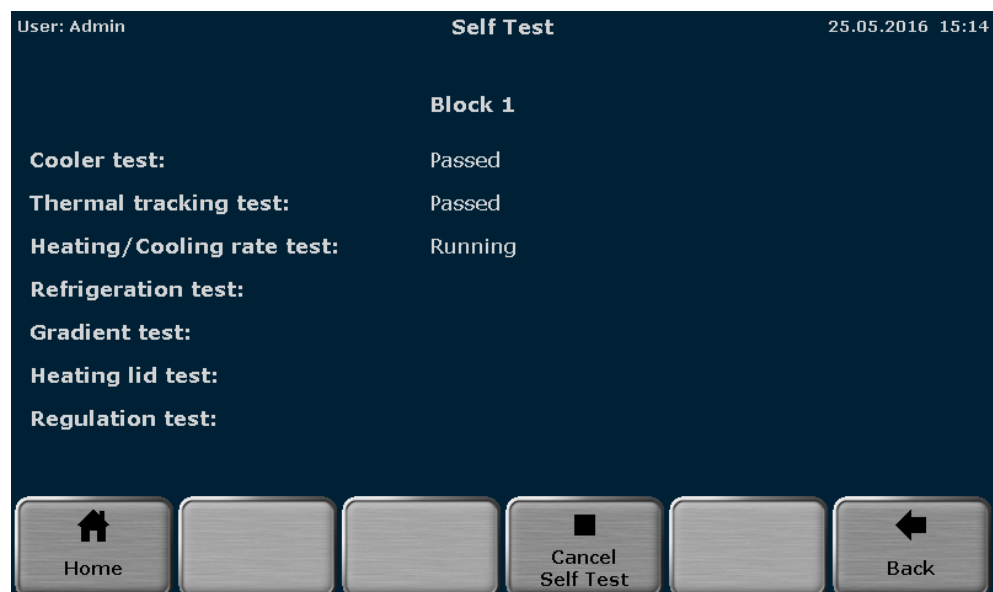 User: Admin Self Test 25.05.2016 15:14
Block 1
Cooler test: Passed
Thermal tracking test: Passed
Heating/Cooling rate test: Running
Refrigeration test:
Gradient test:
Heating lid test:
Regulation test:
Home
Cancel
Self Test
Back